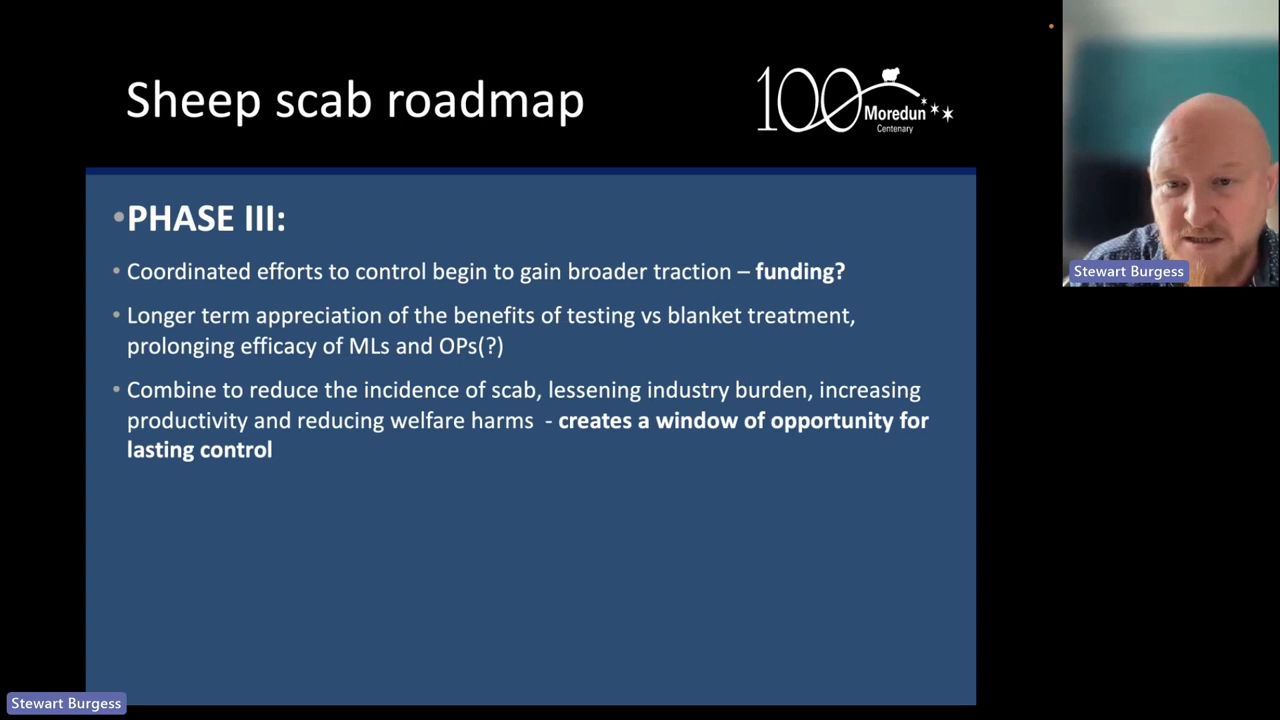 Sheep scab roadmap
100
Moredun
Centenary
•PHASE III:
• Coordinated efforts to control begin to gain broader traction – funding?
• Longer term appreciation of the benefits of testing vs blanket treatment,
prolonging efficacy of MLs and OPs(?)
• Combine to reduce the incidence of scab, lessening industry burden, increasing
productivity and reducing welfare harms - creates a window of opportunity for
lasting control
Stewart Burgess
Stewart Burgess